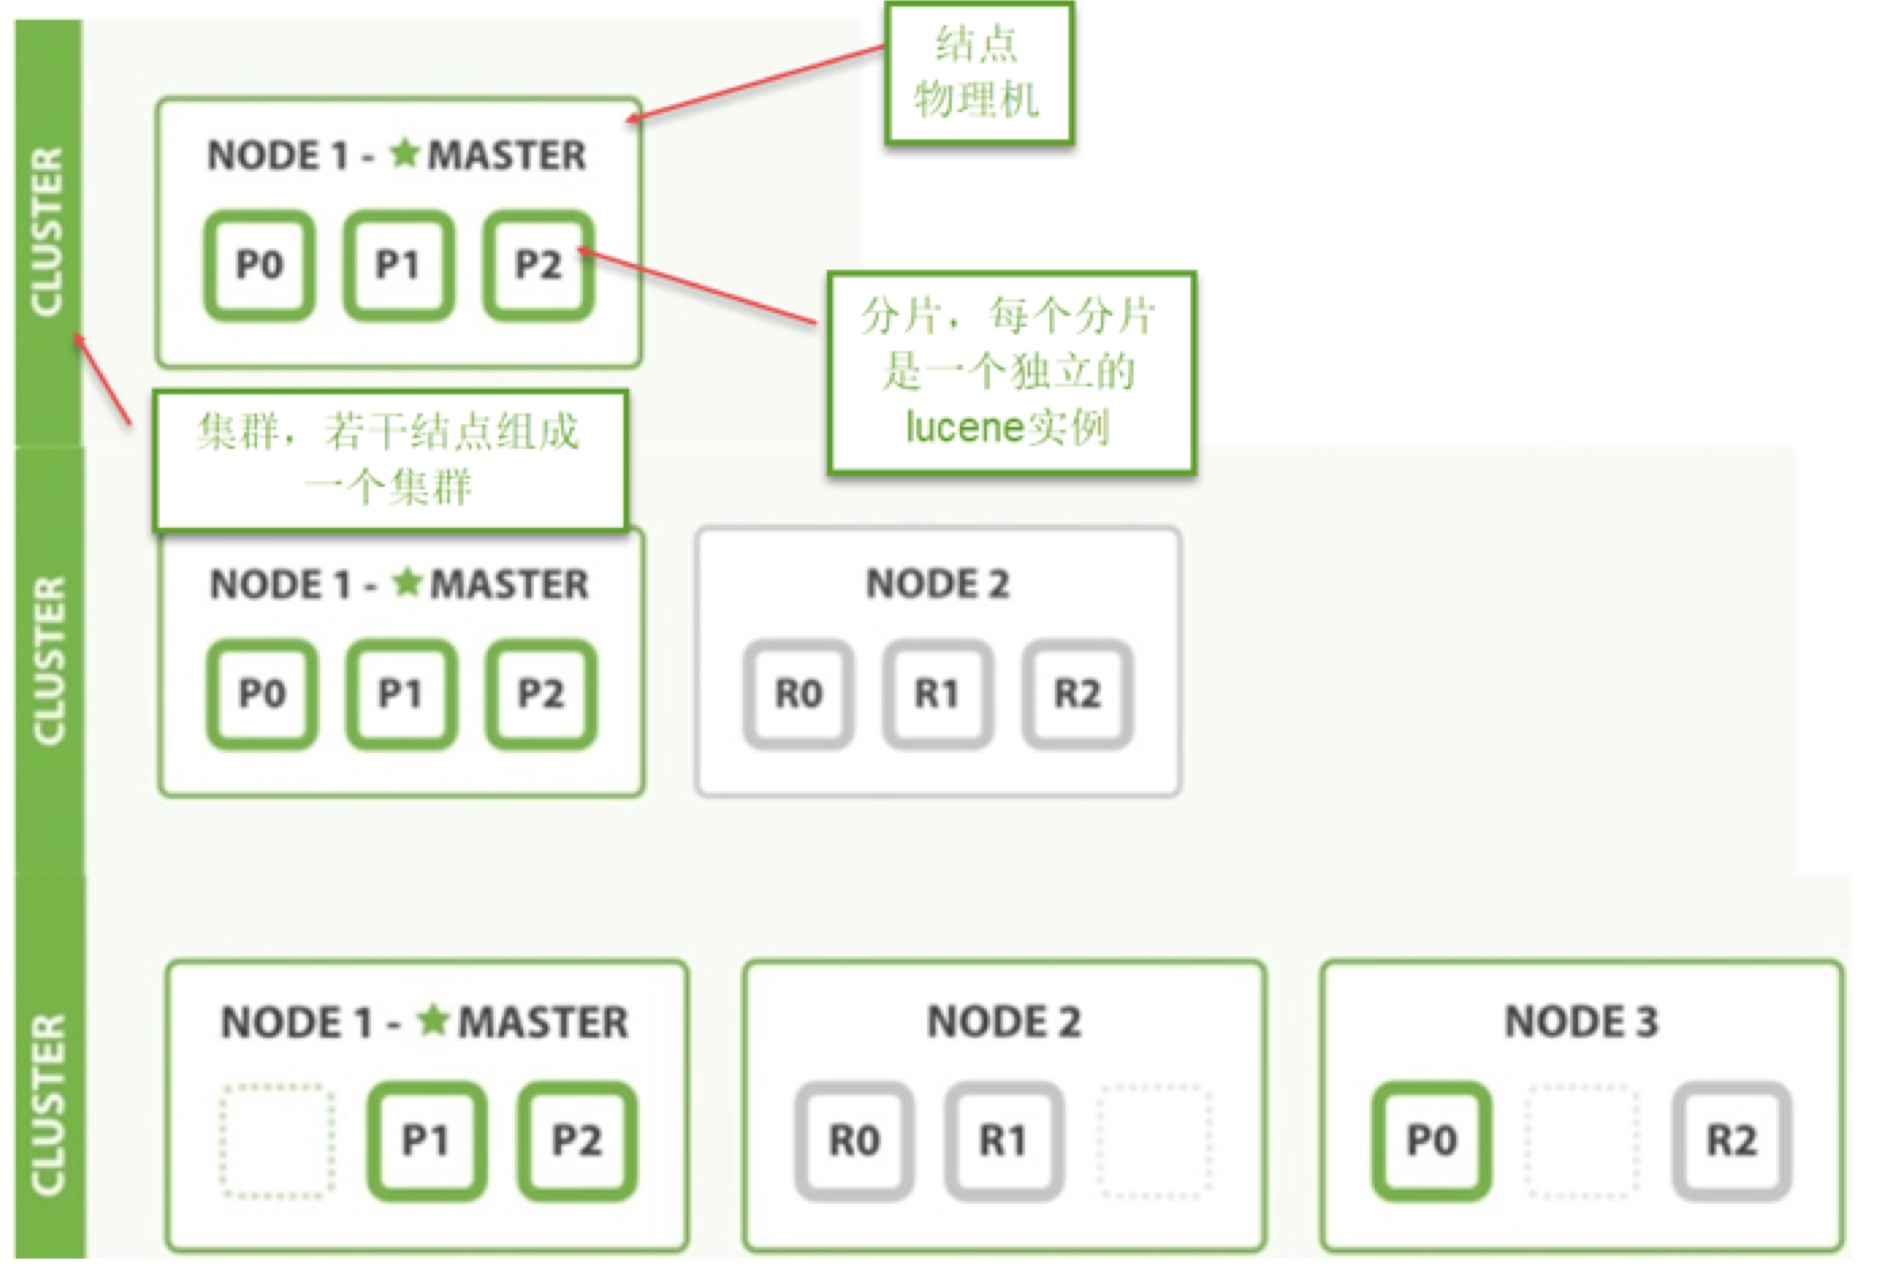 CLUSTER
结点
物理机
NODE 1 - ★MASTER
P0 P1 P2
分片，每个分片
是一个独立的
lucene实例
集群，若干结点组成
一个集群
CLUSTER
NODE 1 - ★MASTER
P0 P1 P2
NODE 2
R0 R1 R2
CLUSTER
NODE 1 - ★MASTER
P1 P2
NODE 2
R0 R1
NODE 3
P0 R2